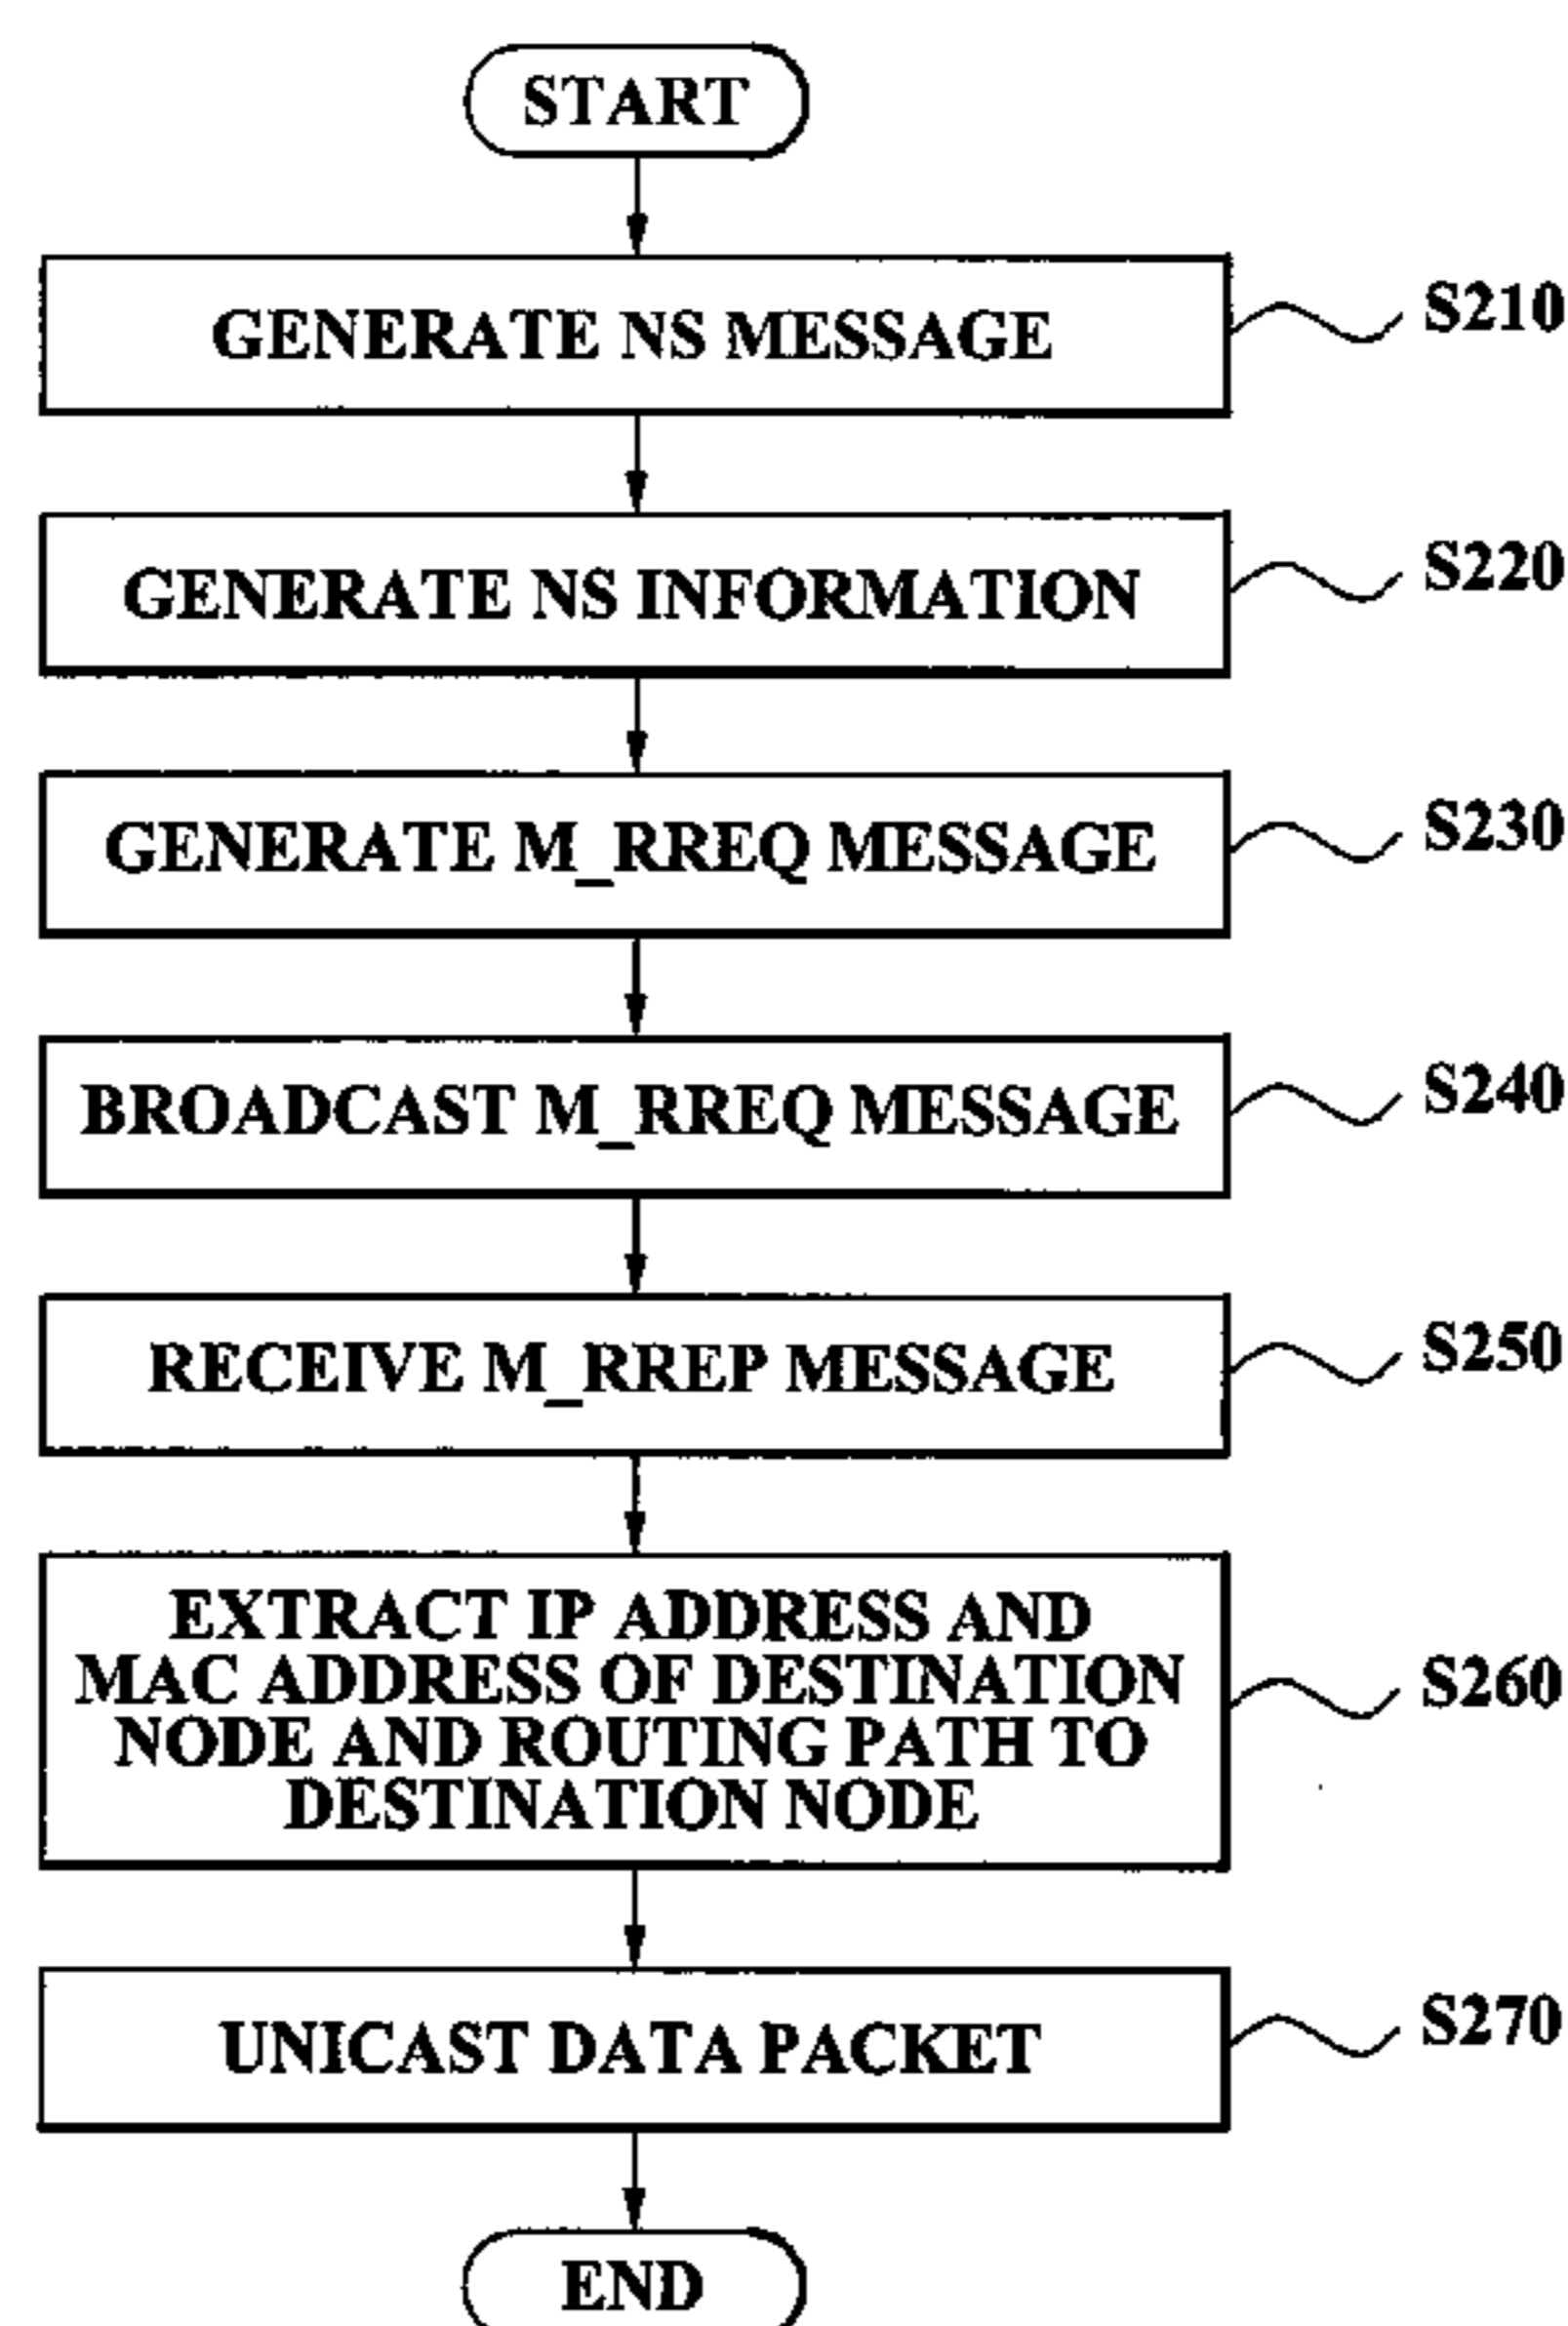 START
GENERATE NS MESSAGE
S210
GENERATE NS INFORMATION
S220
GENERATE M_RREQ MESSAGE
S230
BROADCAST M_RREQ MESSAGE
S240
RECEIVE M_RREP MESSAGE
S250
EXTRACT IP ADDRESS AND
MAC ADDRESS OF DESTINATION
NODE AND ROUTING PATH TO
DESTINATION NODE
S260
UNICAST DATA PACKET
S270
END